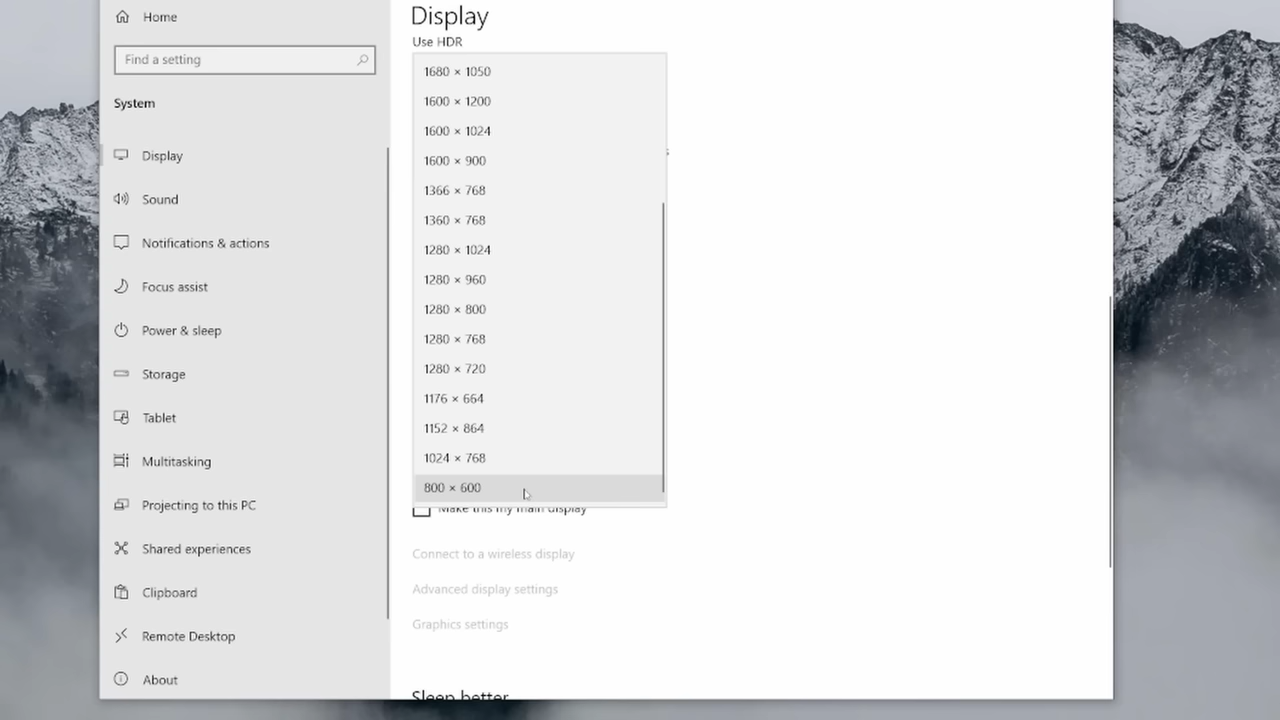 Home
Find a setting
System
Display
Sound
Notifications & actions
Focus assist
Power & sleep
Storage
Tablet
Multitasking
Projecting to this PC
Shared experiences
Clipboard
Remote Desktop
About
Display
Use HDR
1680 × 1050
1600 × 1200
1600 × 1024
1600 × 900
1366 × 768
1360 × 768
1280 × 1024
1280 × 960
1280 × 800
1280 × 768
1280 × 720
1176 × 664
1152 × 864
1024 × 768
800 × 600
Make this my main display
Connect to a wireless display
Advanced display settings
Graphics settings
Sleep better